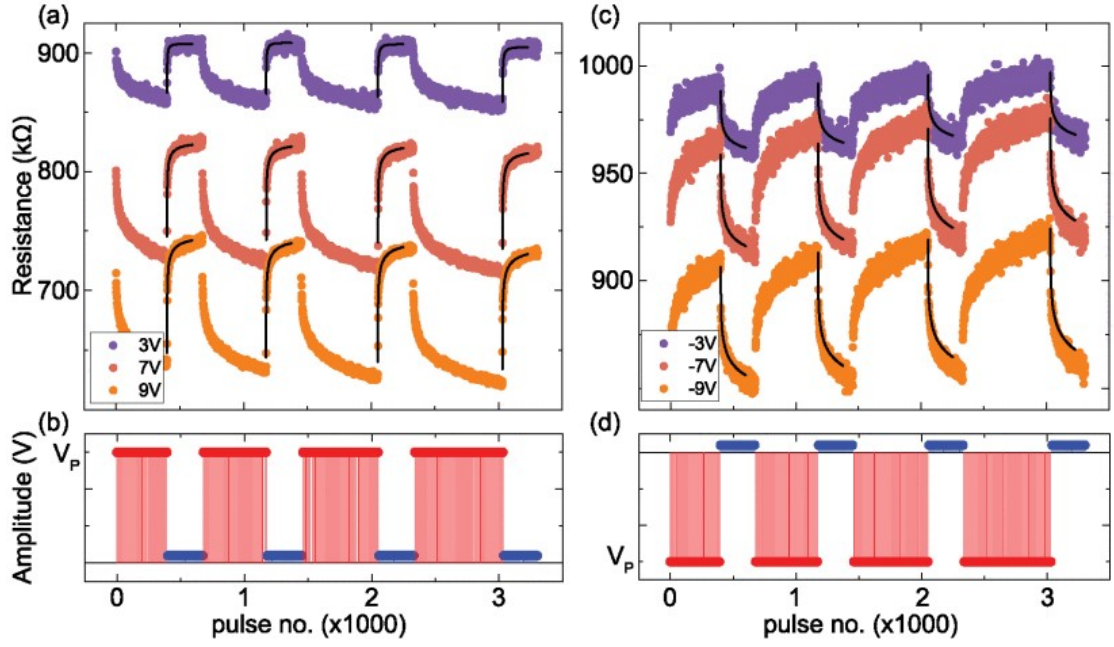 (a)
900
800
700
Resistance (kΩ)
3V
7V
9V
(b)
V_P
Amplitude (V)
0
1
2
3
pulse no. (x1000)
(c)
1000
950
900
-3V
-7V
-9V
(d)
V_P
0
1
2
3
pulse no. (x1000)